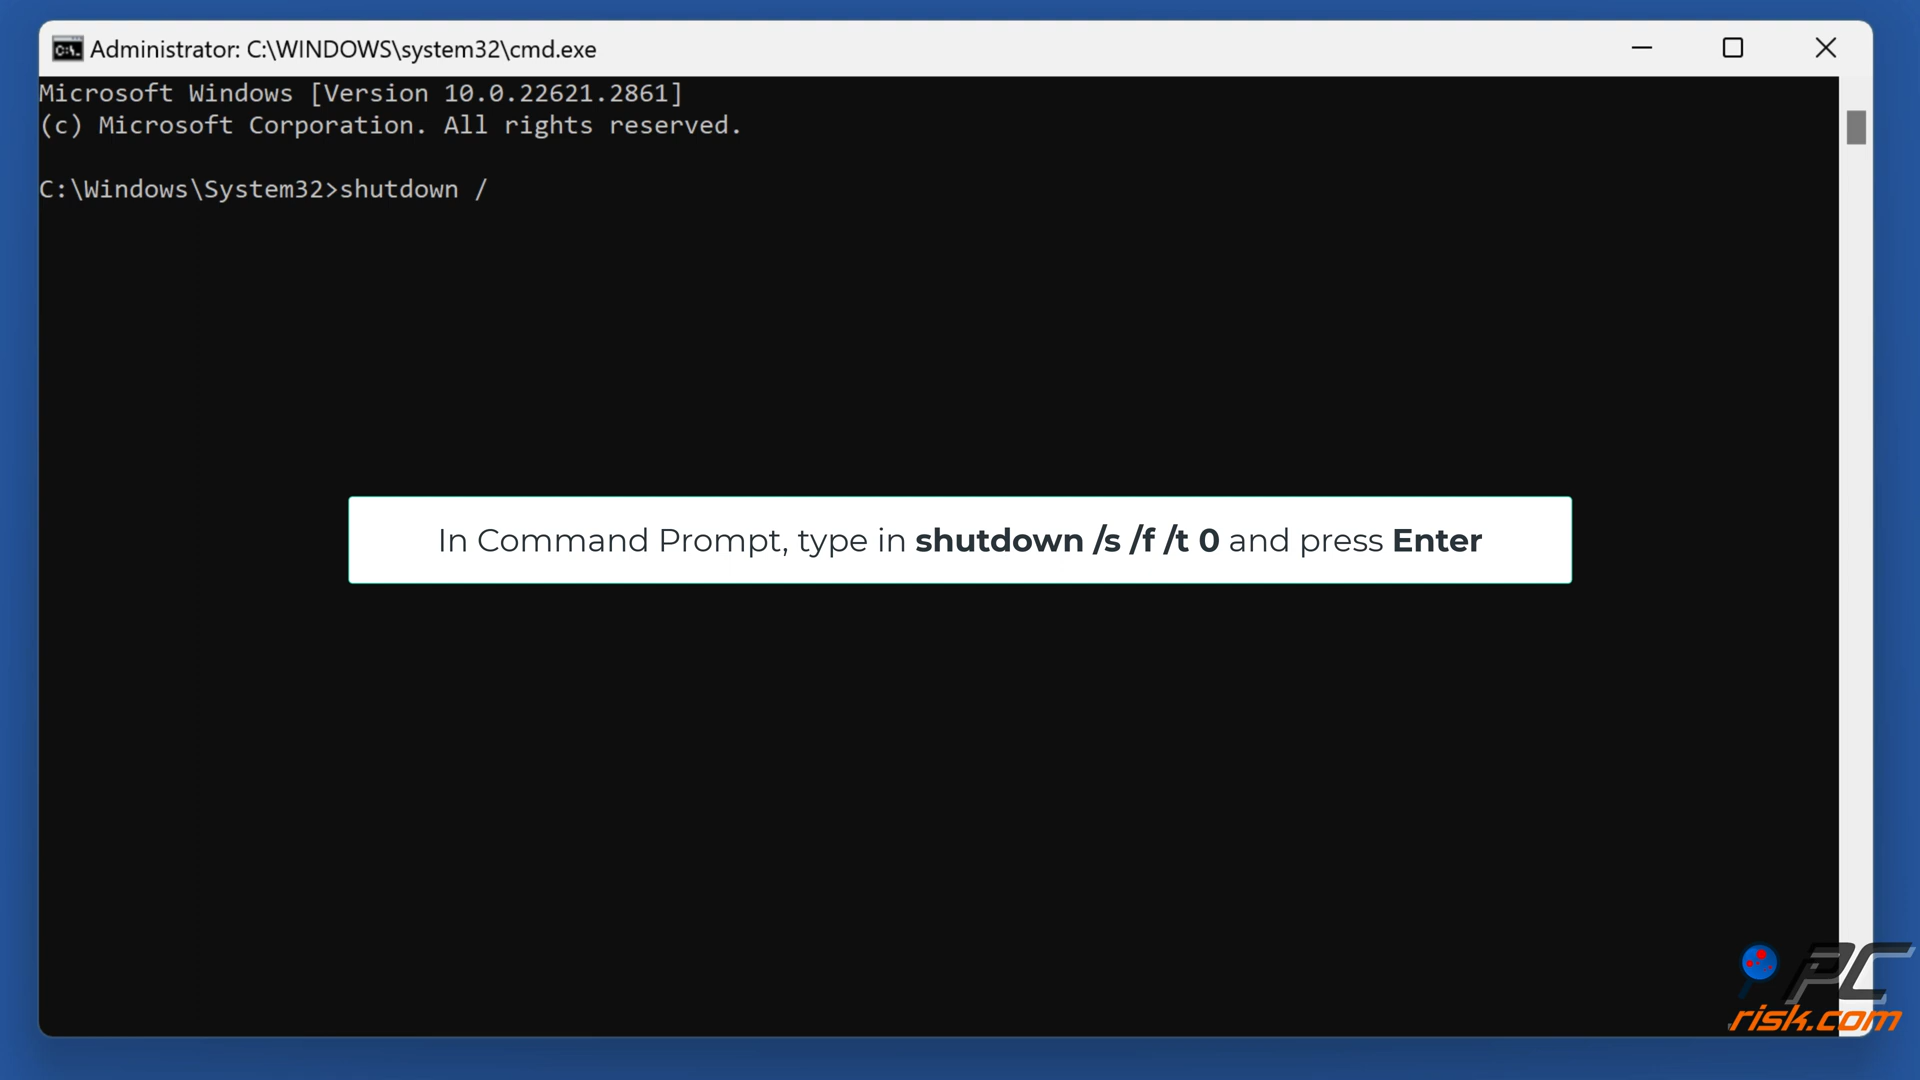 Administrator: C:\WINDOWS\system32\cmd.exe
Microsoft Windows [Version 10.0.22621.2861]
(c) Microsoft Corporation. All rights reserved.
C:\Windows\System32>shutdown /
In Command Prompt, type in shutdown /s /f /t 0 and press Enter
PC
risk.com